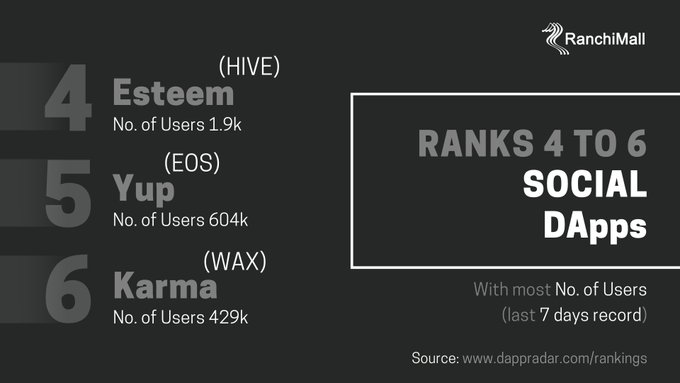 RanchiMall
4
(HIVE)
Esteem
No. of Users 1.9k
5
(EOS)
Yup
No. of Users 604k
6
(WAX)
Karma
No. of Users 429k
RANKS 4 TO 6
SOCIAL
DApps
With most No. of Users
(last 7 days record)
Source: www.dappradar.com/rankings